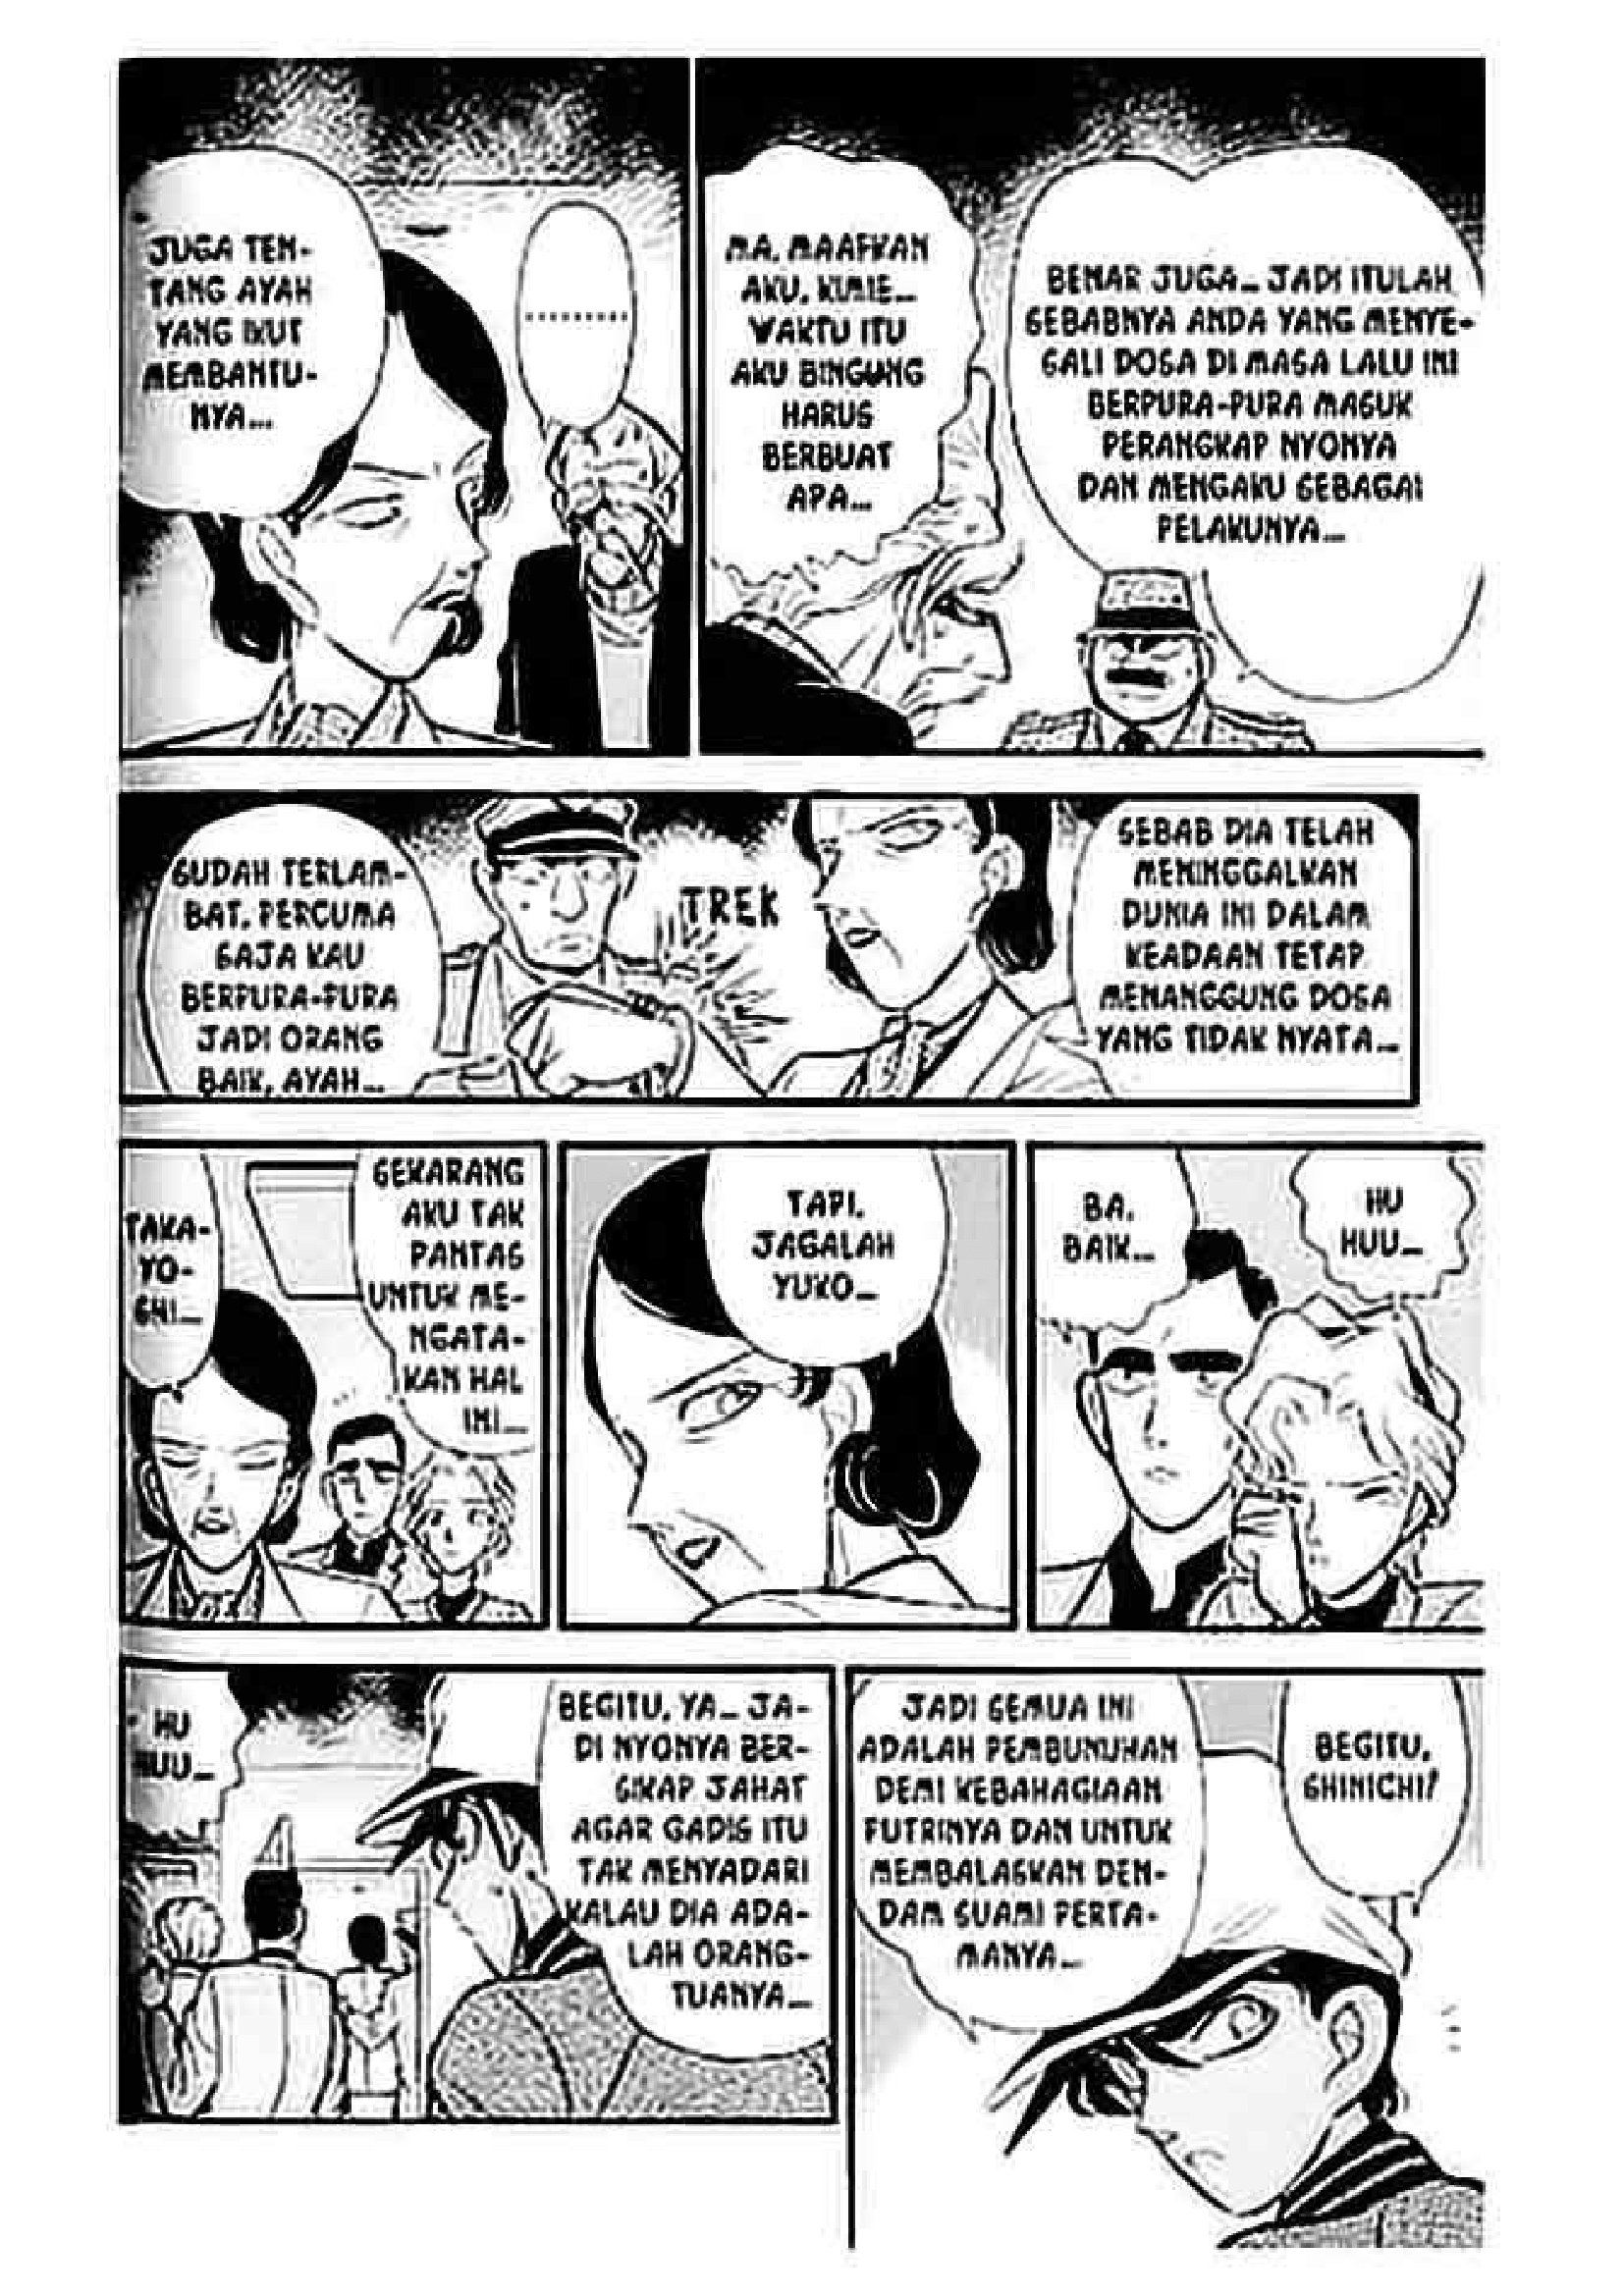 BENAR JUGA... JADI ITULAH
SEBABNYA ANDA YANG MENYE-
SALI DOSA DI MASA LALU INI
BERPURA-PURA MASUK
PERANGKAP NYONYA
DAN MENGAKU SEBAGAI
PELAKUNYA...
MA, MAAFKAN
AKU, KIMIE...
WAKTU ITU
AKU BINGUNG
HARUS
BERBUAT
APA...
..........
JUGA TEN-
TANG AYAH
YANG IKUT
MEMBANTU-
NYA...
SEBAB DIA TELAH
MENINGGALKAN
DUNIA INI DALAM
KEADAAN TETAP
MENANGGUNG DOSA
YANG TIDAK NYATA...
TREK
SUDAH TERLAM-
BAT. PERCUMA
SAJA KAU
BERPURA-PURA
JADI ORANG
BAIK, AYAH...
HU
HUU...
BA,
BAIK...
TAPI,
JAGALAH
YUKO...
SEKARANG
AKU TAK
PANTAS
UNTUK ME-
NGATA-
KAN HAL
INI...
TAKA-
YO-
SHI...
BEGITU,
SHINICHI!
JADI SEMUA INI
ADALAH PEMBUNUHAN
DEMI KEBAHAGIAAN
PUTRINYA DAN UNTUK
MEMBALASKAN DEN-
DAM SUAMI PERTA-
MANYA...
BEGITU, YA... JA-
DI NYONYA BER-
SIKAP JAHAT
AGAR GADIS ITU
TAK MENYADARI
KALAU DIA ADA-
LAH ORANG-
TUANYA...
HU
HUU...